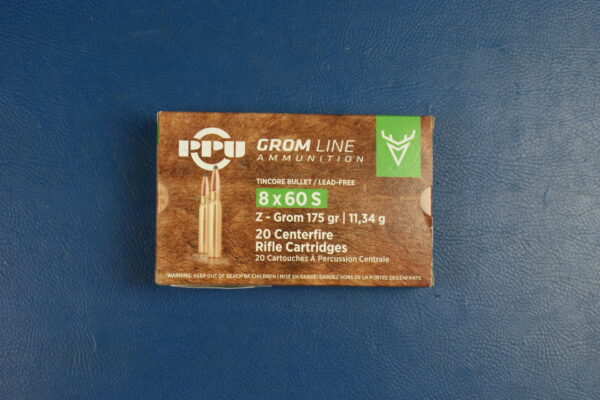 PPU
GROM LINE
AMMUNITION
TINCORE BULLET / LEAD-FREE
8 x 60 S
Z - Grom 175 gr | 11,34 g
20 Centerfire
Rifle Cartridges
20 Cartouches À Percussion Centrale
WARNING: KEEP OUT OF REACH OF CHILDREN | MISE EN GARDE: GARDEZ HORS DE LA PORTÉE DES ENFANTS